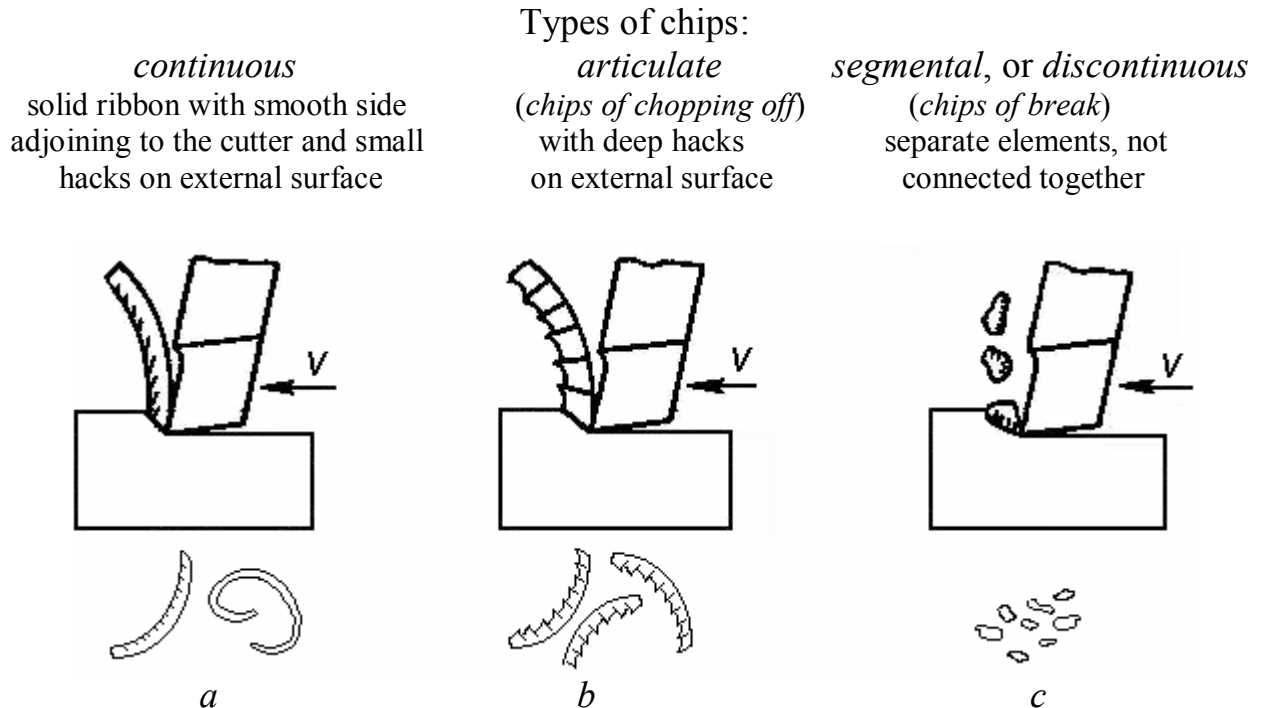 Types of chips:
continuous
solid ribbon with smooth side
adjoining to the cutter and small
hacks on external surface
articulate
(chips of chopping off)
with deep hacks
on external surface
segmental, or discontinuous
(chips of break)
separate elements, not
connected together
V
V
V
a
b
c